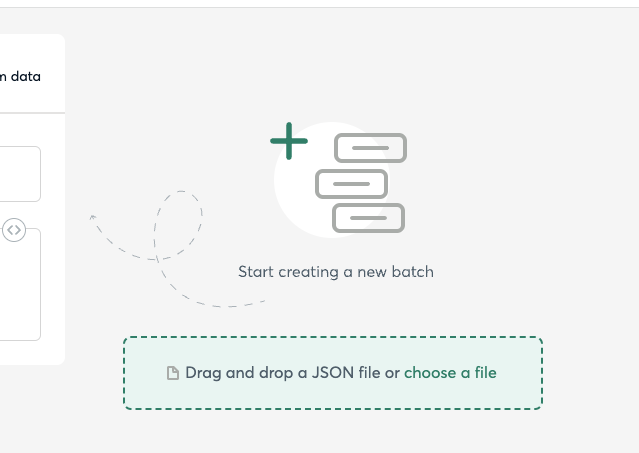 m data
Start creating a new batch
Drag and drop a JSON file or choose a file